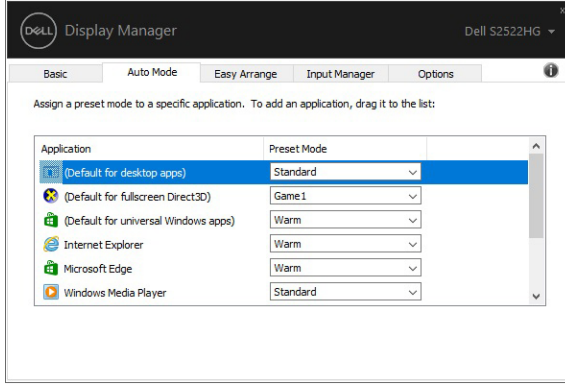 DELL Display Manager
Dell S2522HG
Basic Auto Mode Easy Arrange Input Manager Options
Assign a preset mode to a specific application. To add an application, drag it to the list:
Application Preset Mode
(Default for desktop apps) Standard
(Default for fullscreen Direct3D) Game1
(Default for universal Windows apps) Warm
Internet Explorer Warm
Microsoft Edge Warm
Windows Media Player Standard